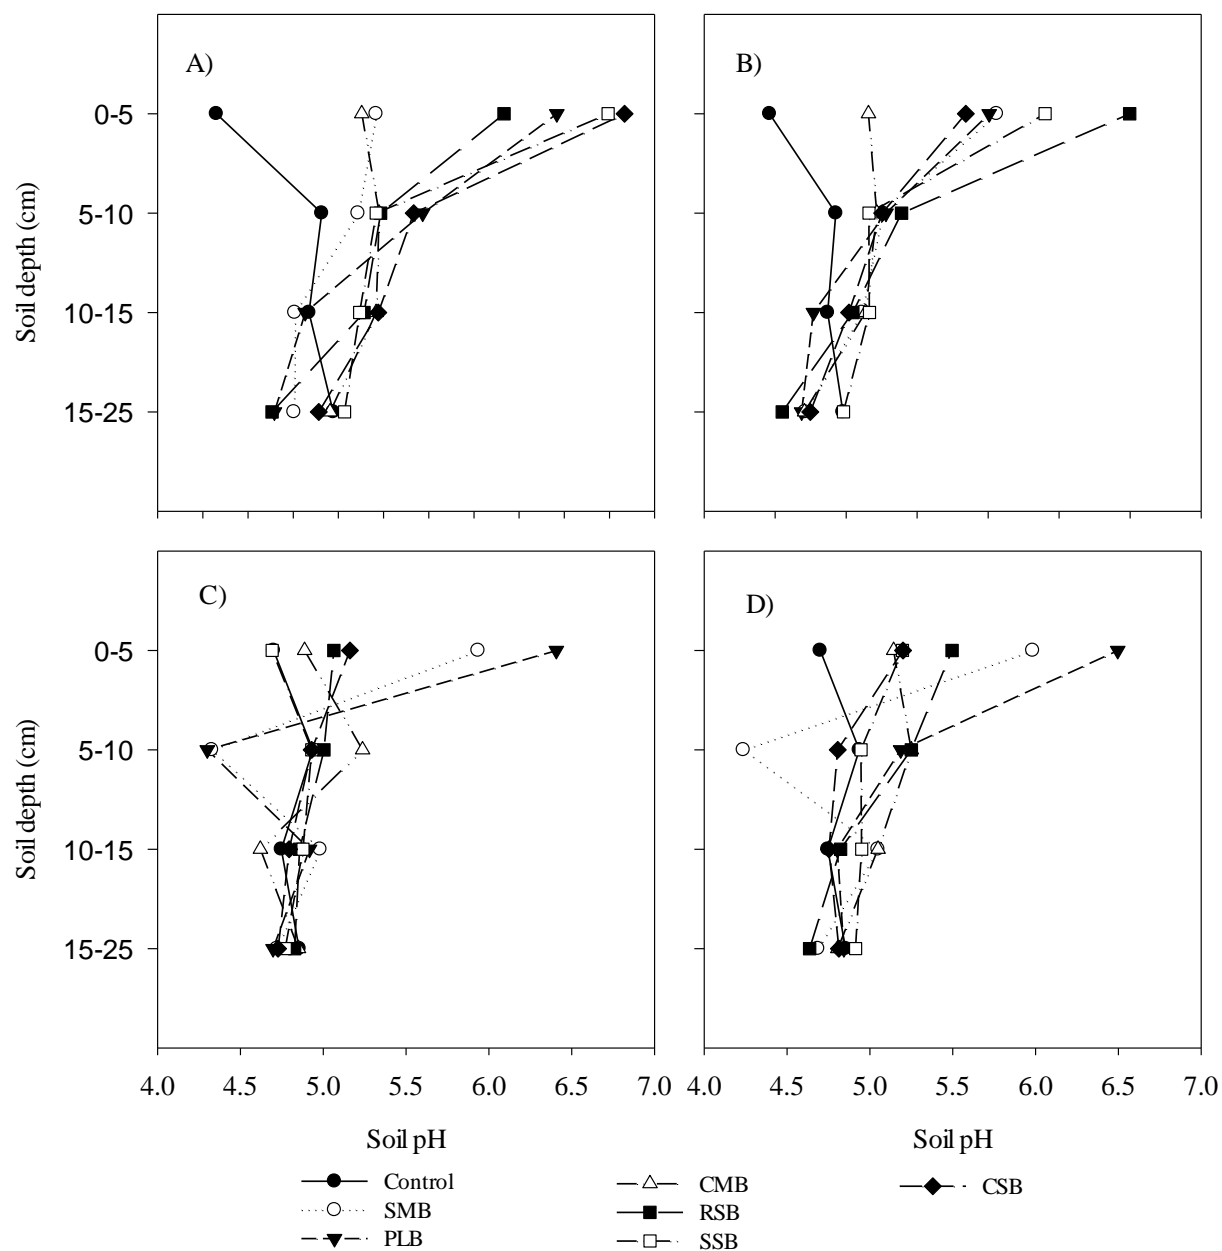 A) B)
0-5
5-10
10-15
15-25
Soil depth (cm)
C) D)
0-5
5-10
10-15
15-25
Soil depth (cm)
4.0 4.5 5.0 5.5 6.0 6.5 7.0 4.0 4.5 5.0 5.5 6.0 6.5 7.0
Soil pH Soil pH
Control CMB CSB
SMB RSB
PLB SSB